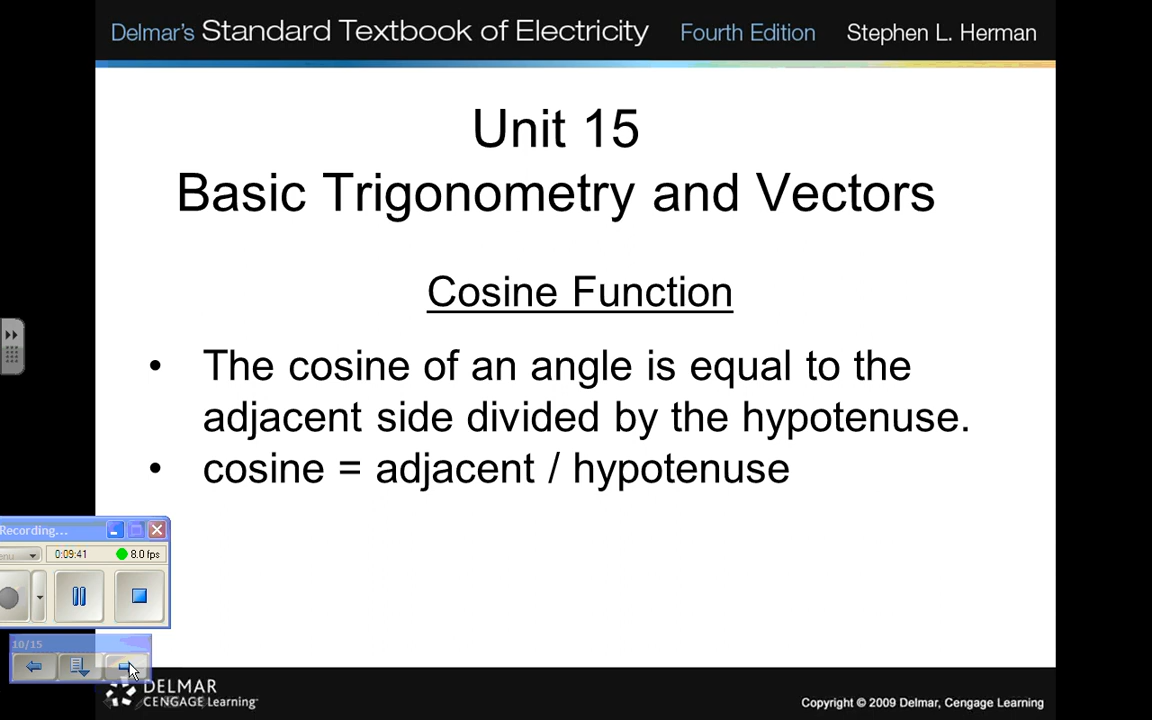 Delmar's Standard Textbook of Electricity Fourth Edition Stephen L. Herman
Unit 15
Basic Trigonometry and Vectors
Cosine Function
• The cosine of an angle is equal to the
adjacent side divided by the hypotenuse.
• cosine = adjacent / hypotenuse
Recording...
0:09:41 8.0 fps
10/15
DELMAR
CENGAGE Learning™
Copyright © 2009 Delmar, Cengage Learning